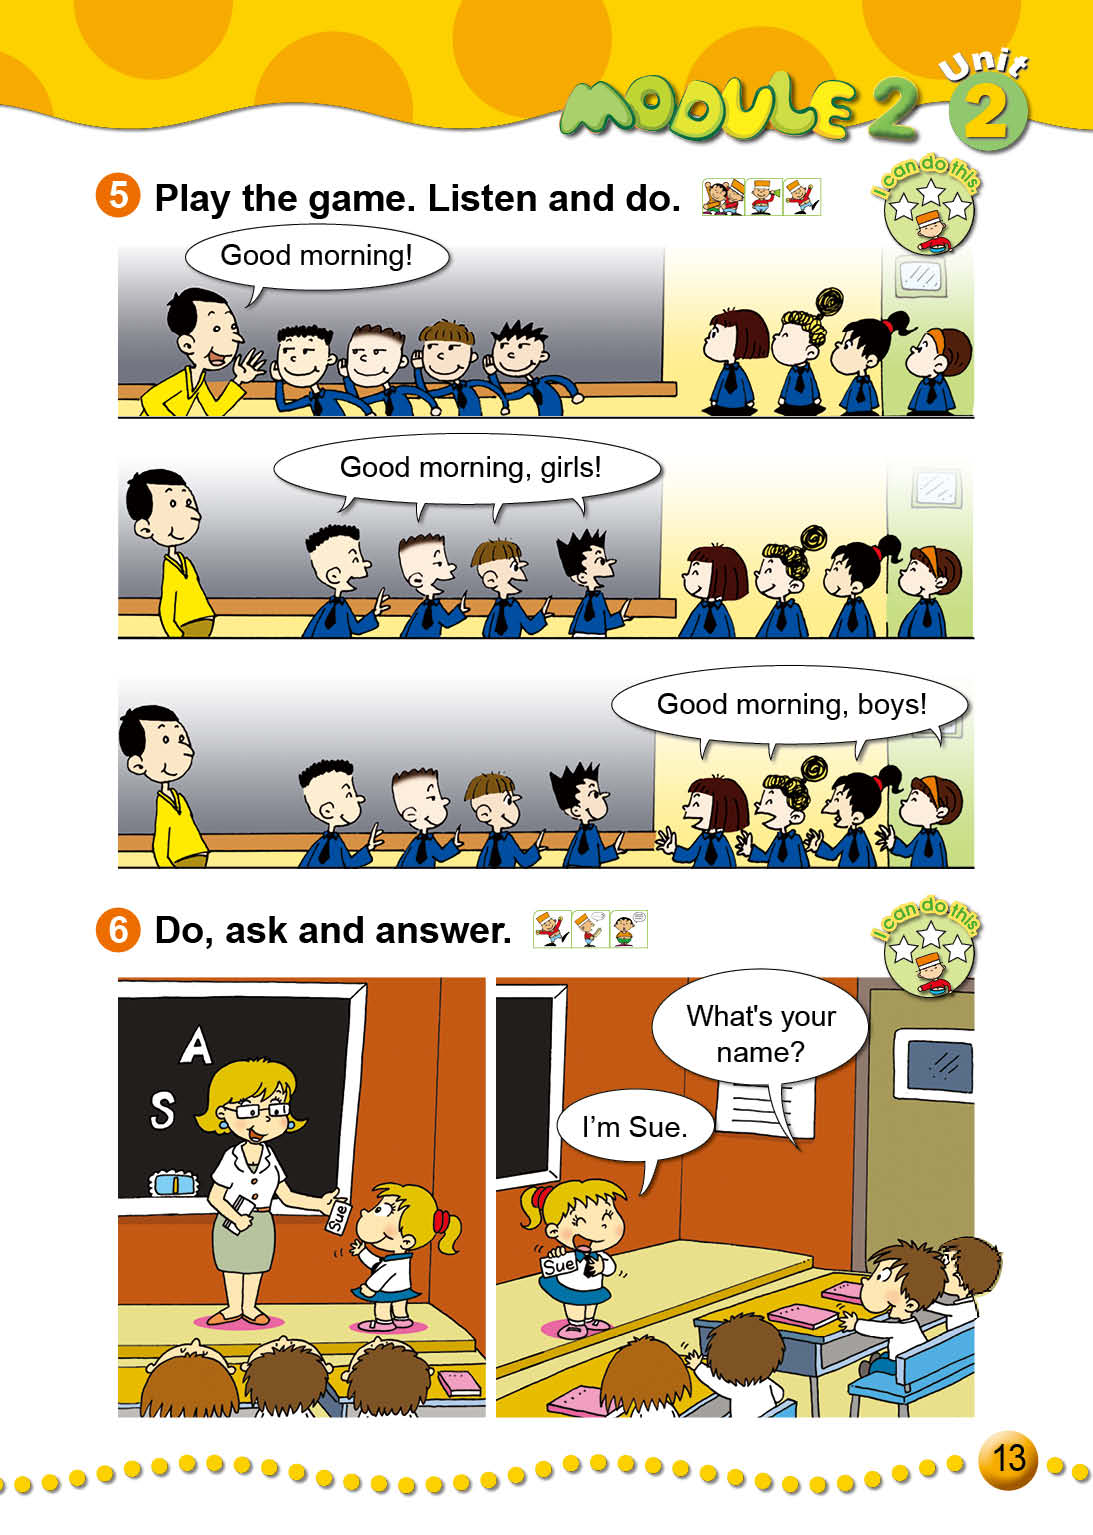 MODULE 2
Unit
2
5 Play the game. Listen and do.
I can do this.
Good morning!
Good morning, girls!
Good morning, boys!
6 Do, ask and answer.
I can do this.
A
S
Sue
What's your
name?
I'm Sue.
Sue
13